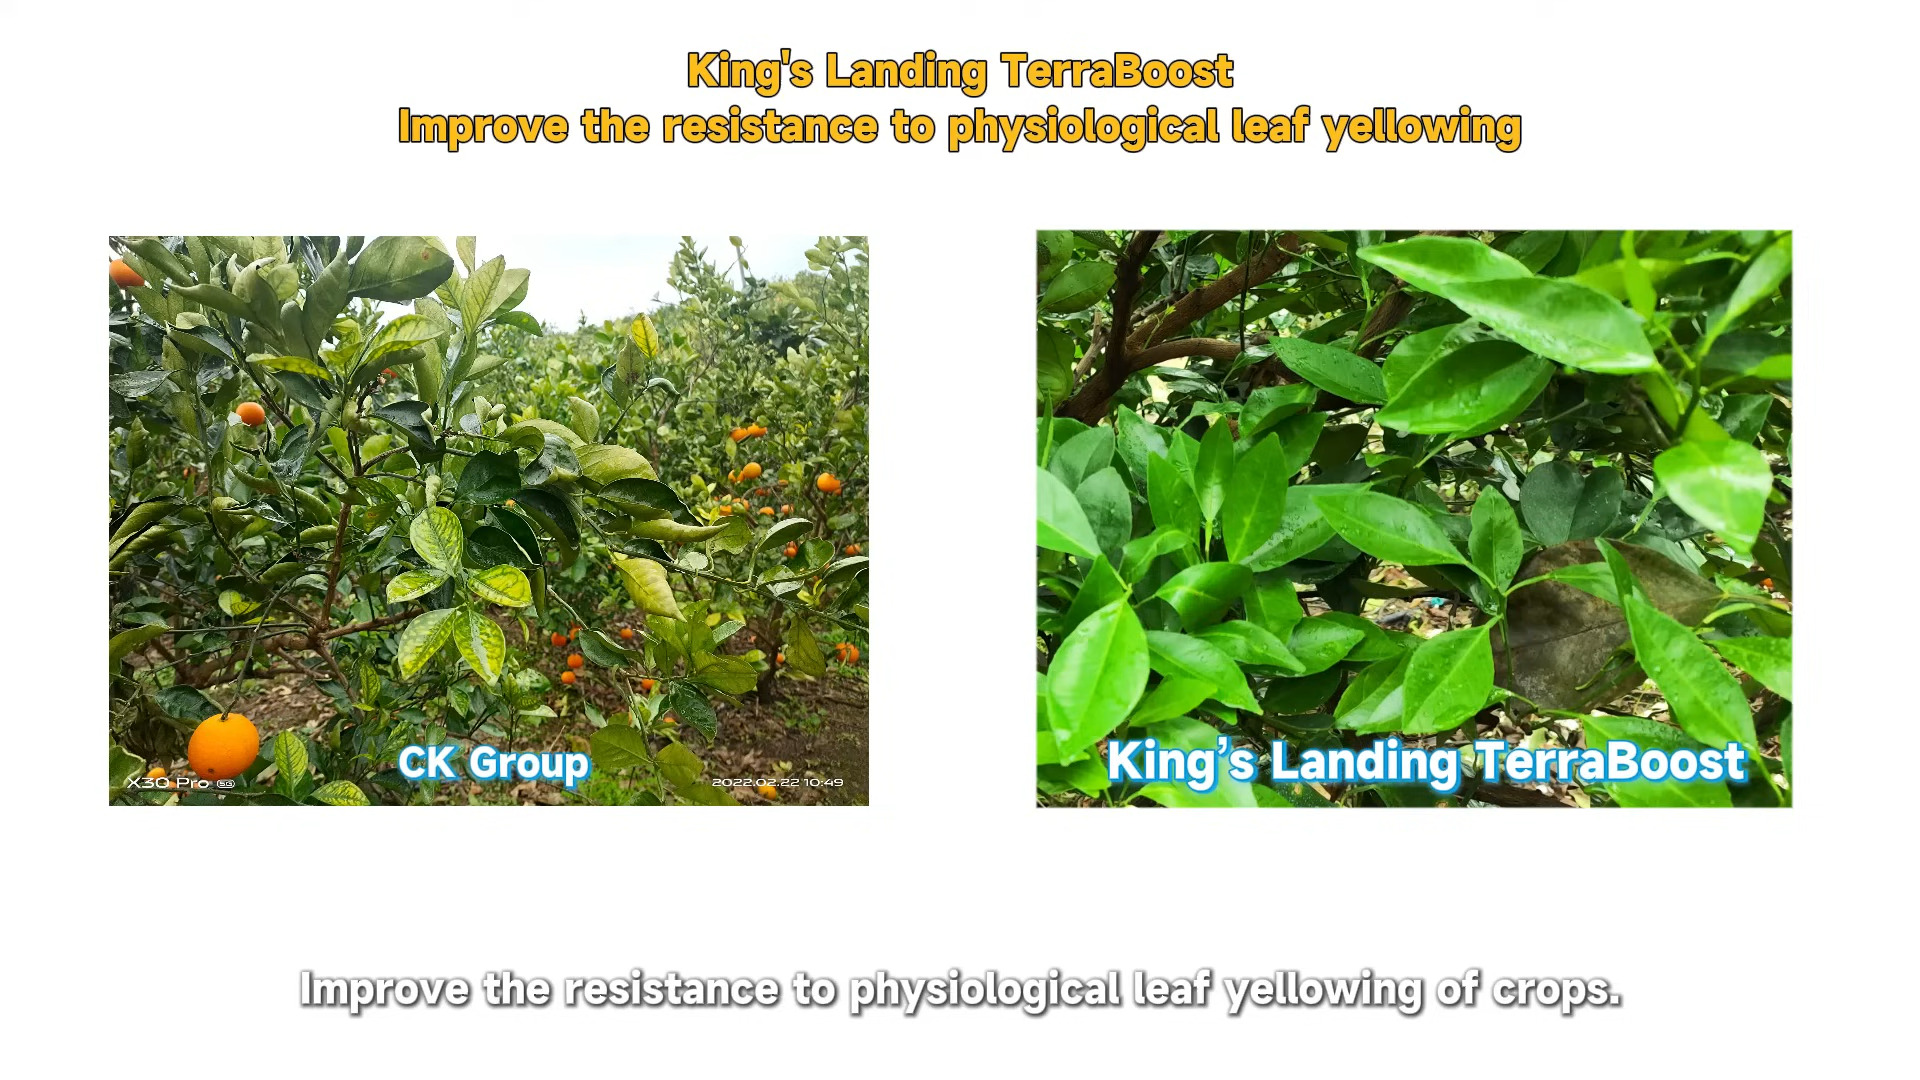 King's Landing TerraBoost
Improve the resistance to physiological leaf yellowing
CK Group
X30 Pro 5G
2022.02.22 10:49
King’s Landing TerraBoost
Improve the resistance to physiological leaf yellowing of crops.